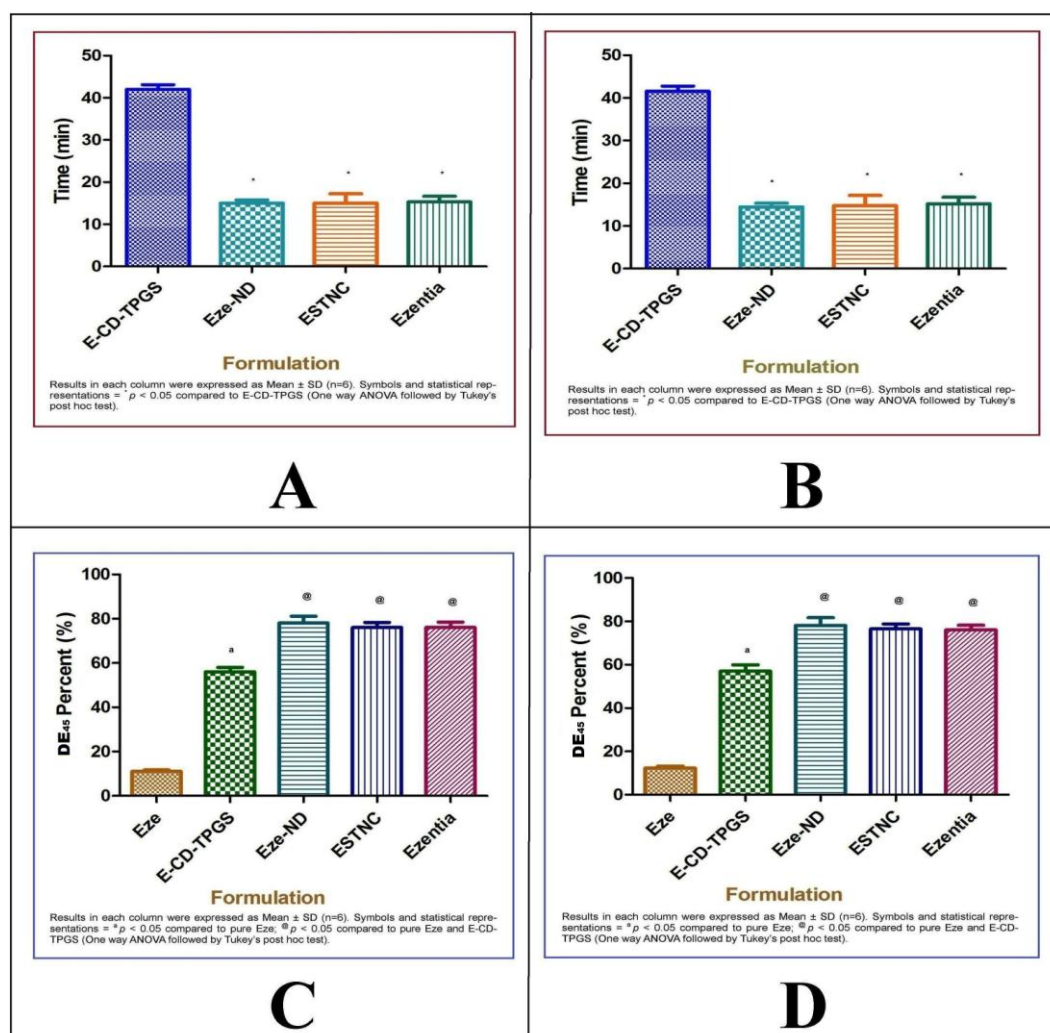 50
40
30
20
10
0
Time (min)
*
*
*
E-CD-TPGS
Eze-ND
ESTNC
Ezentia
Formulation
Results in each column were expressed as Mean ± SD (n=6). Symbols and statistical rep-
resentations = * p < 0.05 compared to E-CD-TPGS (One way ANOVA followed by Tukey's
post hoc test).
A
50
40
30
20
10
0
Time (min)
*
*
*
E-CD-TPGS
Eze-ND
ESTNC
Ezentia
Formulation
Results in each column were expressed as Mean ± SD (n=6). Symbols and statistical rep-
resentations = * p < 0.05 compared to E-CD-TPGS (One way ANOVA followed by Tukey's
post hoc test).
B
100
80
60
40
20
0
DE45 Percent (%)
a
@
@
@
Eze
E-CD-TPGS
Eze-ND
ESTNC
Ezentia
Formulation
Results in each column were expressed as Mean ± SD (n=6). Symbols and statistical repre-
sentations = a p < 0.05 compared to pure Eze; @ p < 0.05 compared to pure Eze and E-CD-
TPGS (One way ANOVA followed by Tukey's post hoc test).
C
100
80
60
40
20
0
DE45 Percent (%)
a
@
@
@
Eze
E-CD-TPGS
Eze-ND
ESTNC
Ezentia
Formulation
Results in each column were expressed as Mean ± SD (n=6). Symbols and statistical repre-
sentations = a p < 0.05 compared to pure Eze; @ p < 0.05 compared to pure Eze and E-CD-
TPGS (One way ANOVA followed by Tukey's post hoc test).
D